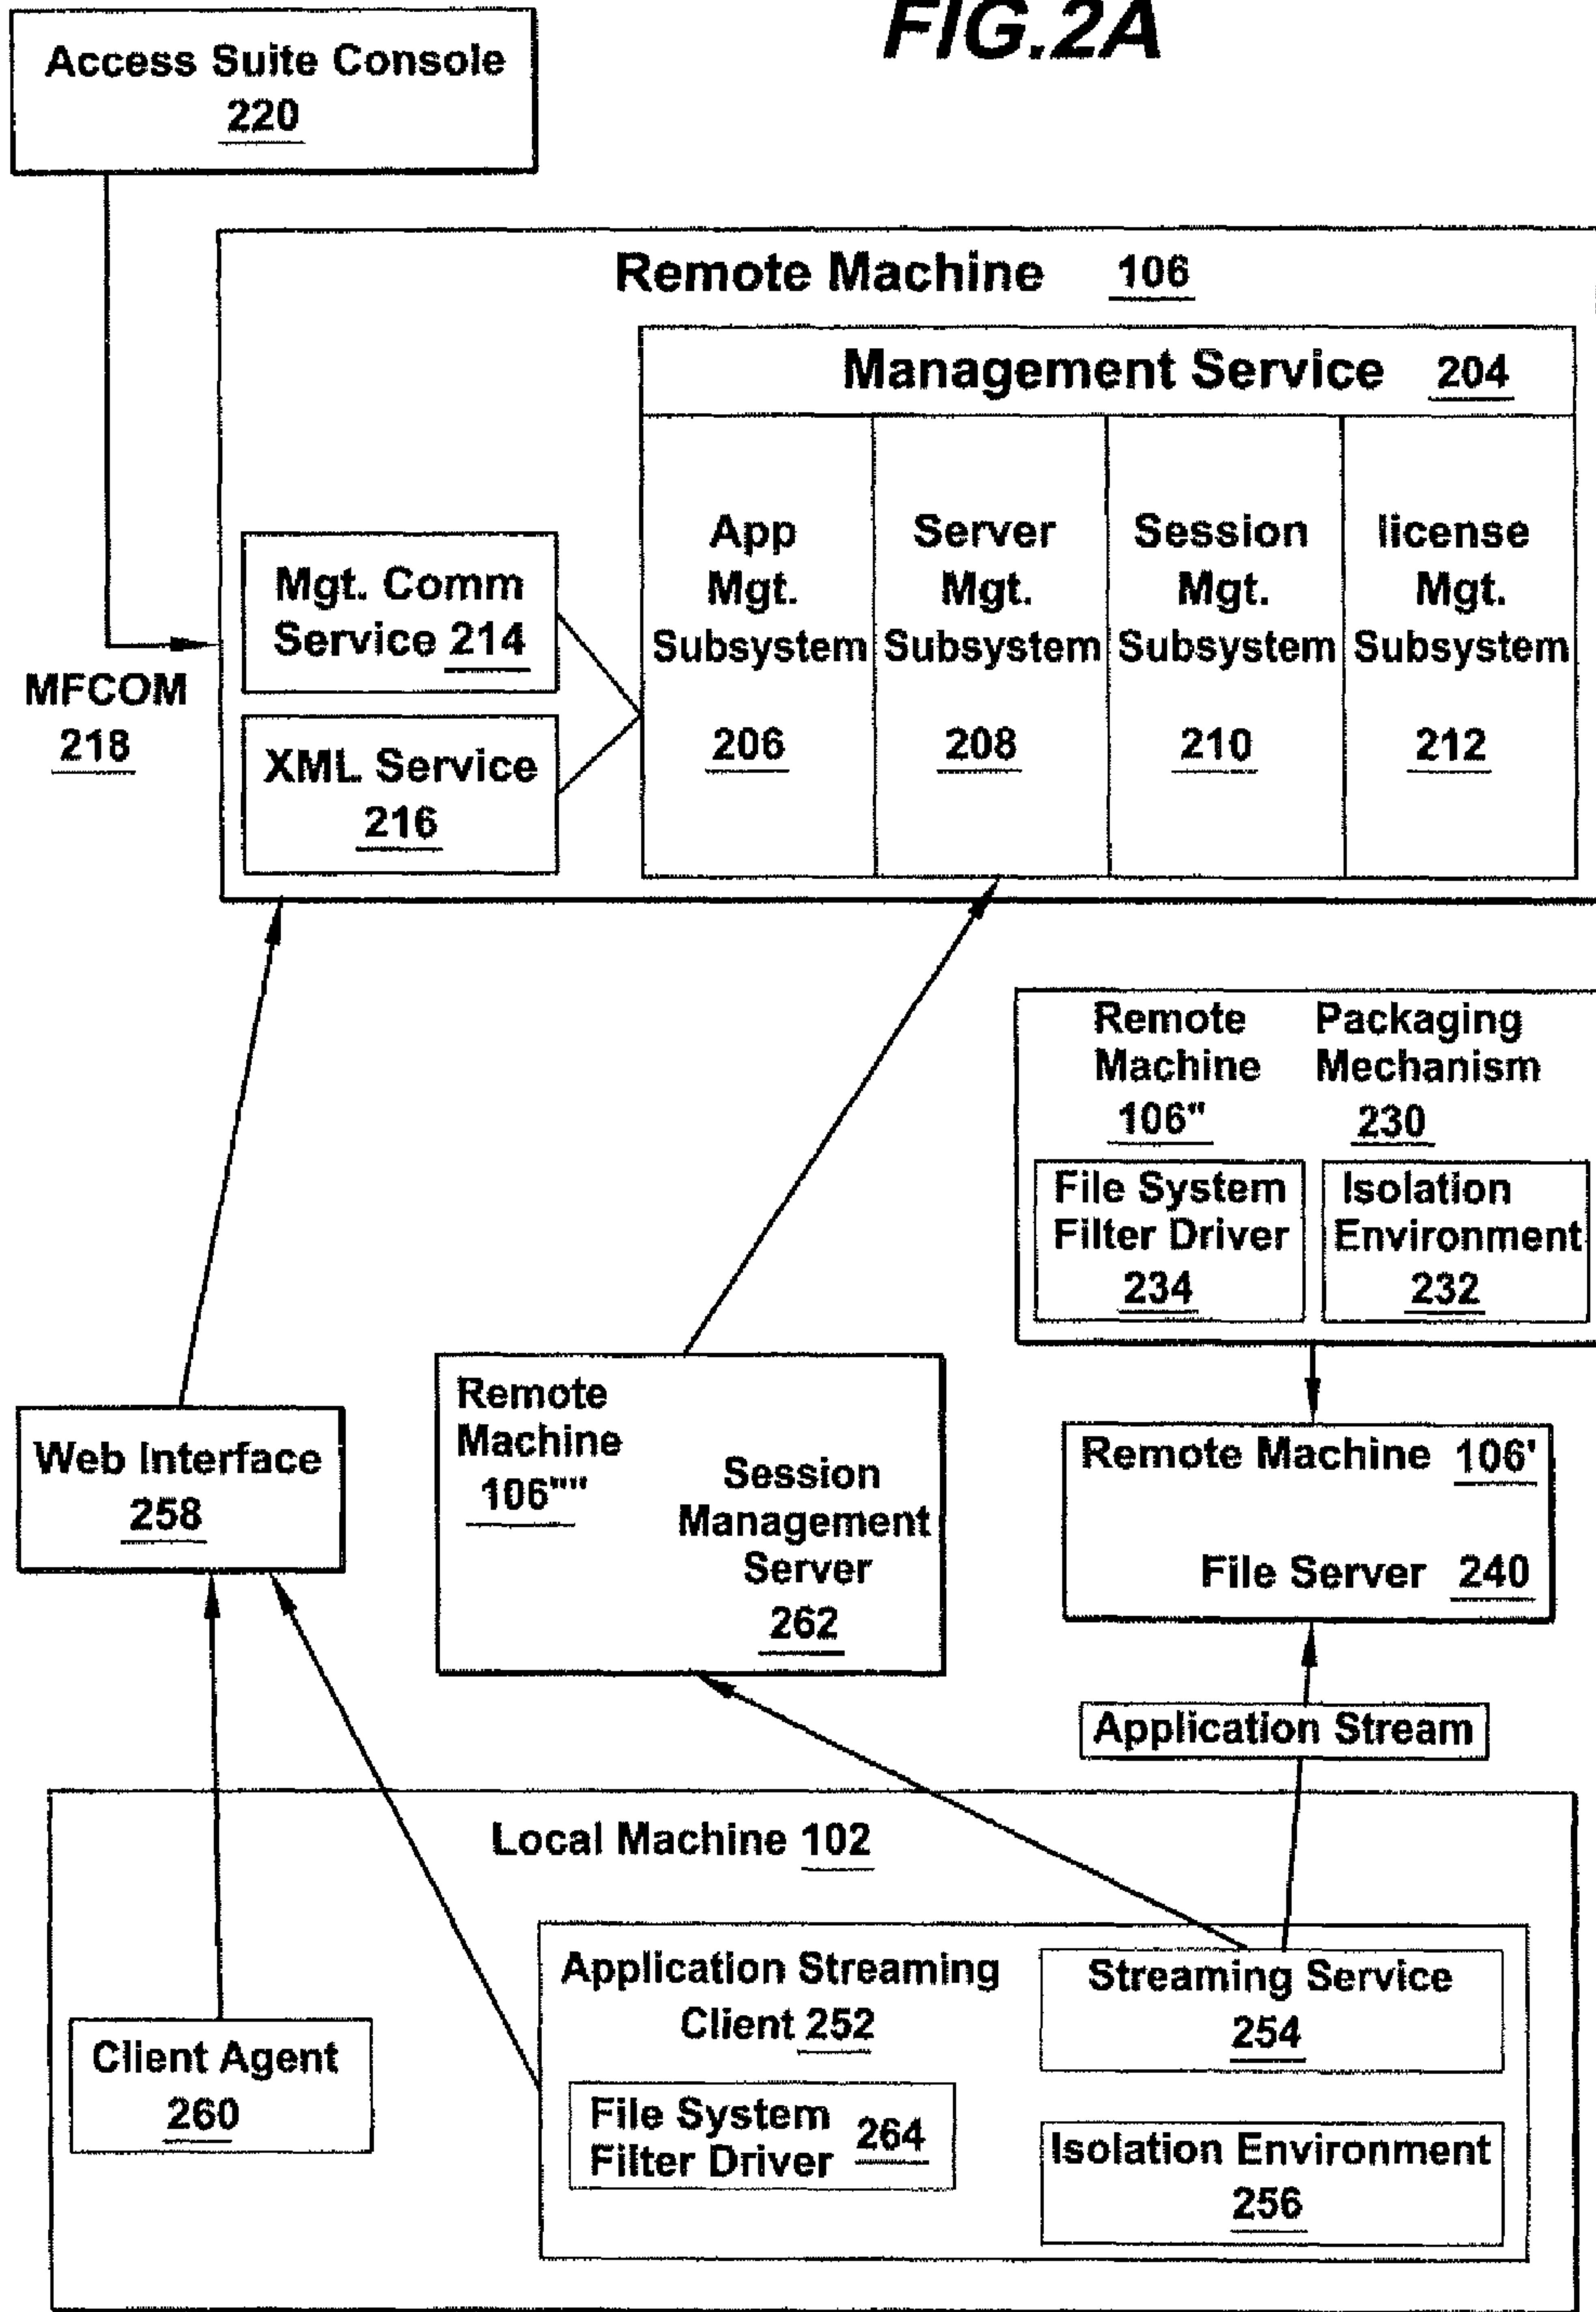 FIG.2A
Access Suite Console
220
Remote Machine 106
Management Service 204
App
Mgt.
Subsystem
206
Server
Mgt.
Subsystem
208
Session
Mgt.
Subsystem
210
license
Mgt.
Subsystem
212
Mgt. Comm
Service 214
MFCOM
218
XML Service
216
Remote
Machine
106"
Packaging
Mechanism
230
File System
Filter Driver
234
Isolation
Environment
232
Web Interface
258
Remote
Machine
106""
Session
Management
Server
262
Remote Machine 106'
File Server 240
Application Stream
Local Machine 102
Application Streaming
Client 252
Streaming Service
254
Client Agent
260
File System
Filter Driver 264
Isolation Environment
256